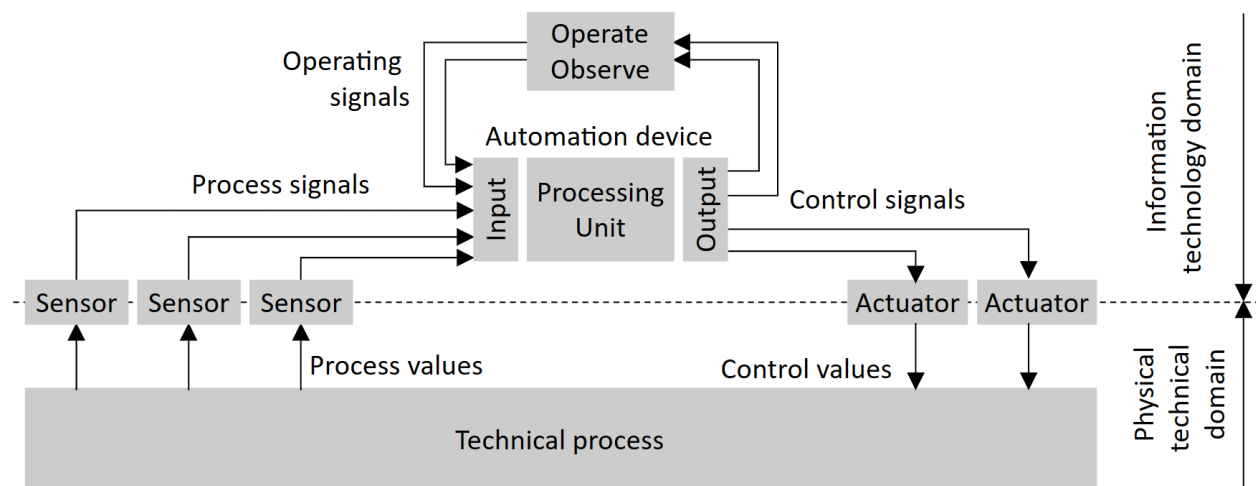 Operate
Observe
Operating
signals
Automation device
Process signals
Input
Processing
Unit
Output
Control signals
Information
technology domain
Sensor
Sensor
Sensor
Actuator
Actuator
Process values
Control values
Physical
technical
domain
Technical process